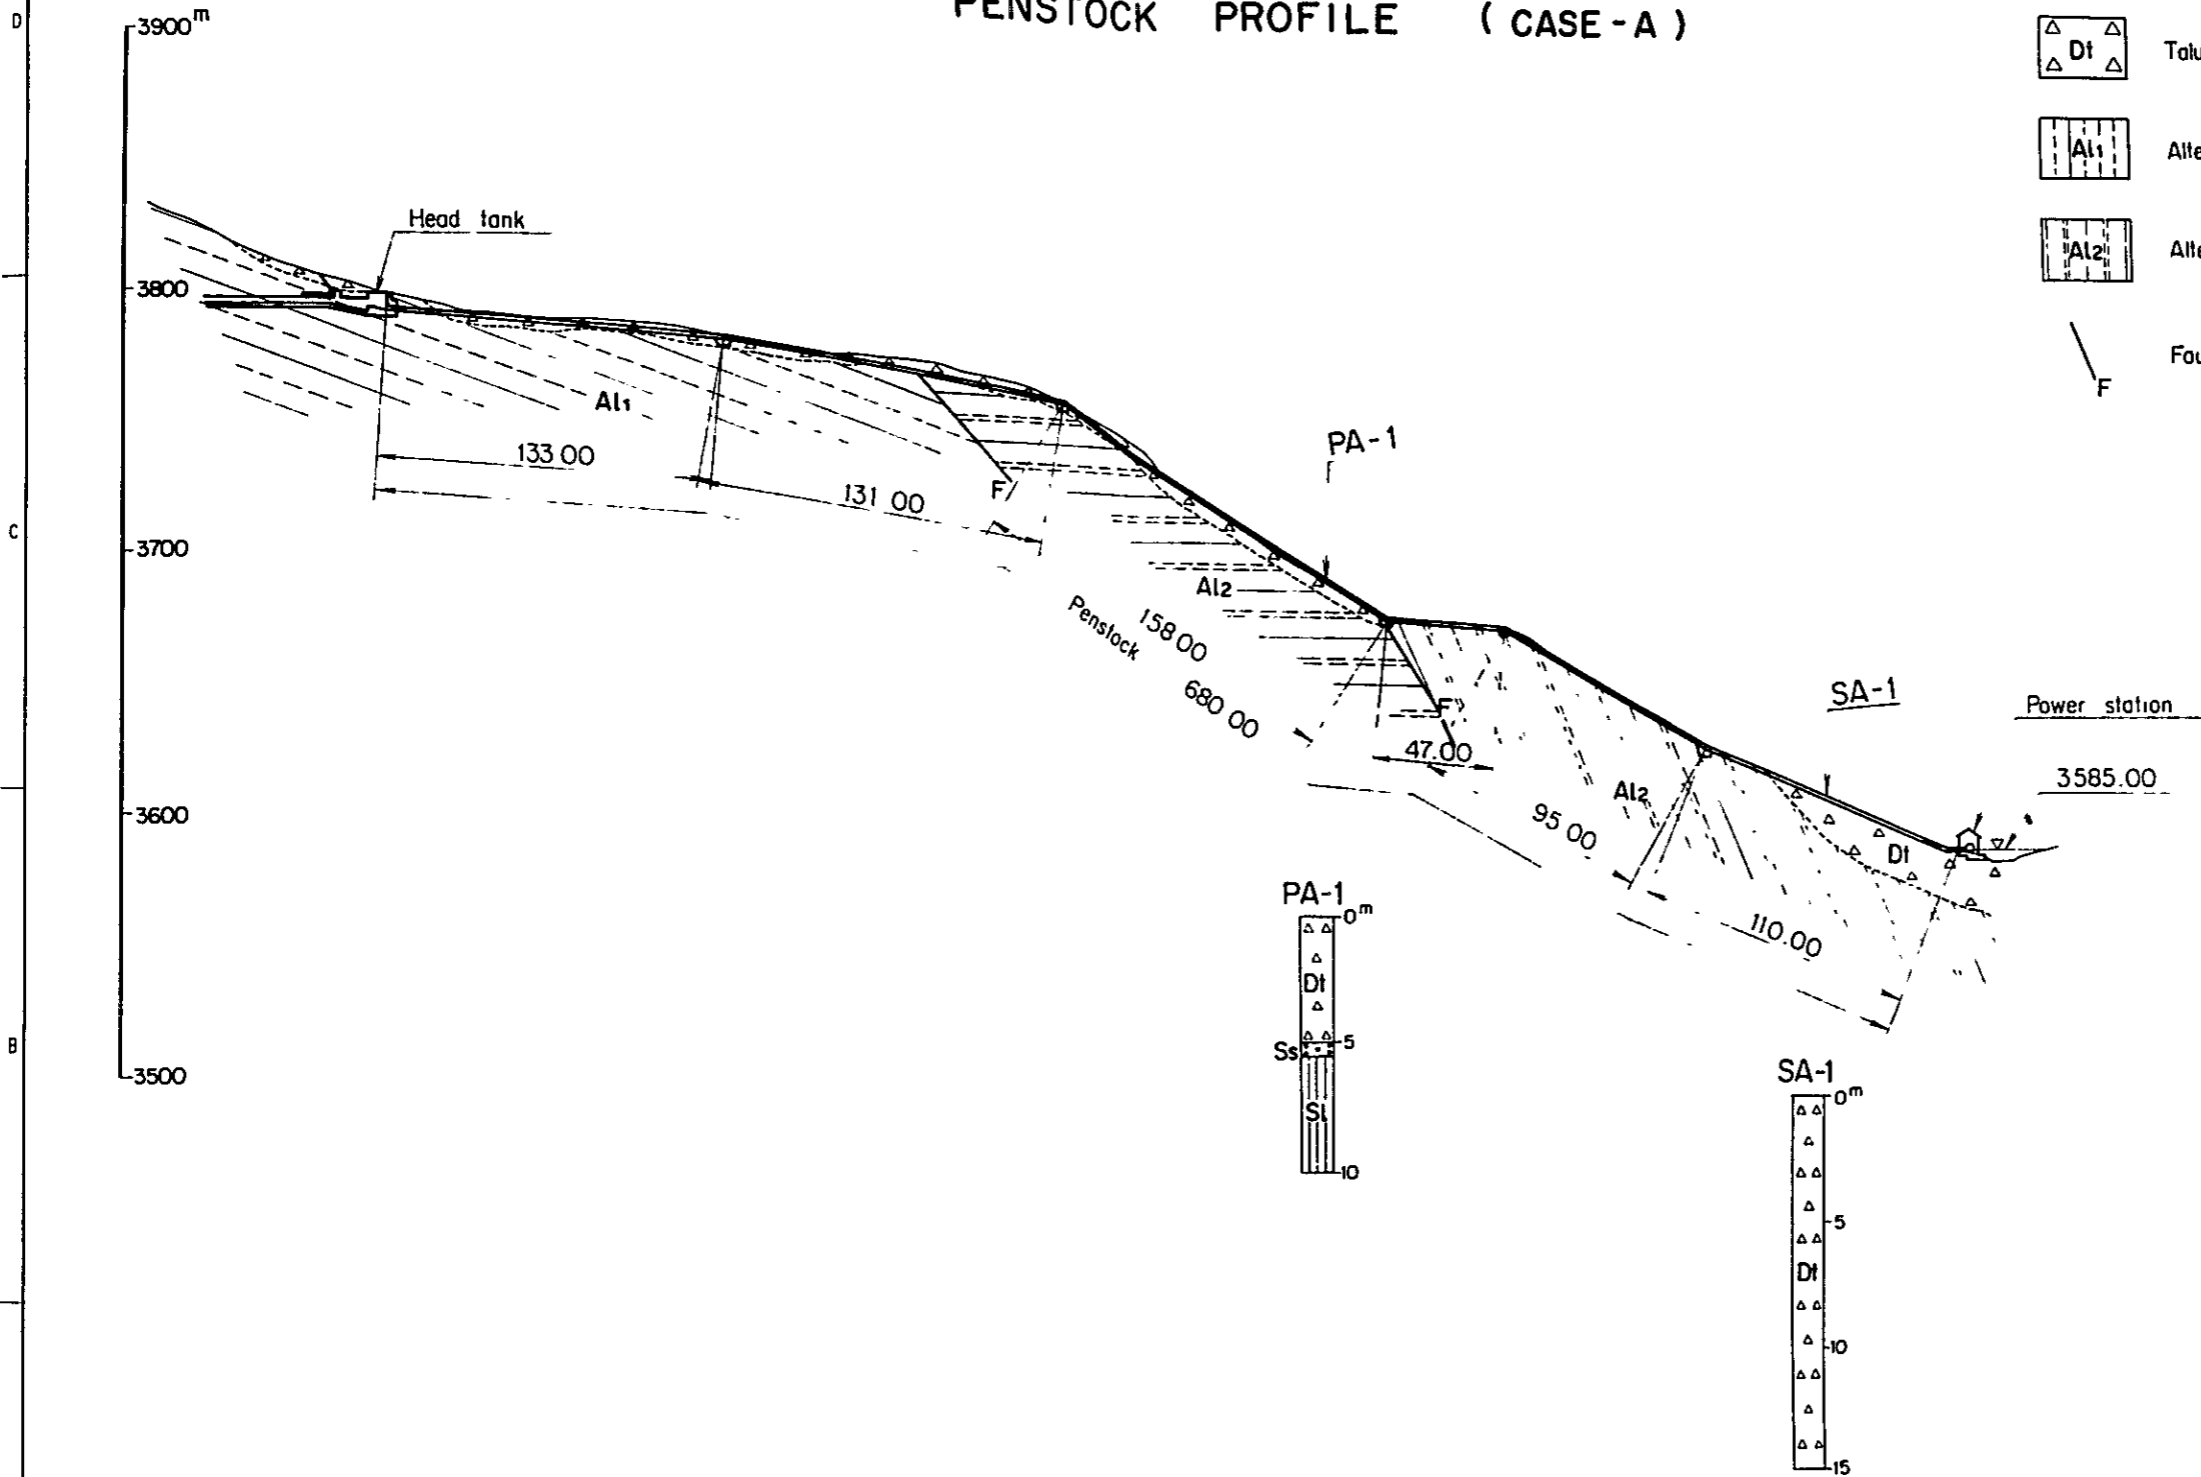 D
PENSTOCK PROFILE (CASE-A)
3900m
Dt
Al1
Al2
F
Head tank
3800
Al1
133.00
131.00
F
PA-1
3700
Al2
Penstock
158.00
680.00
C
F
47.00
SA-1
Power station
3585.00
3600
Al2
95.00
Dt
110.00
PA-1
0m
Dt
5
Ss
Sl
10
B
3500
SA-1
0m
5
Dt
10
15